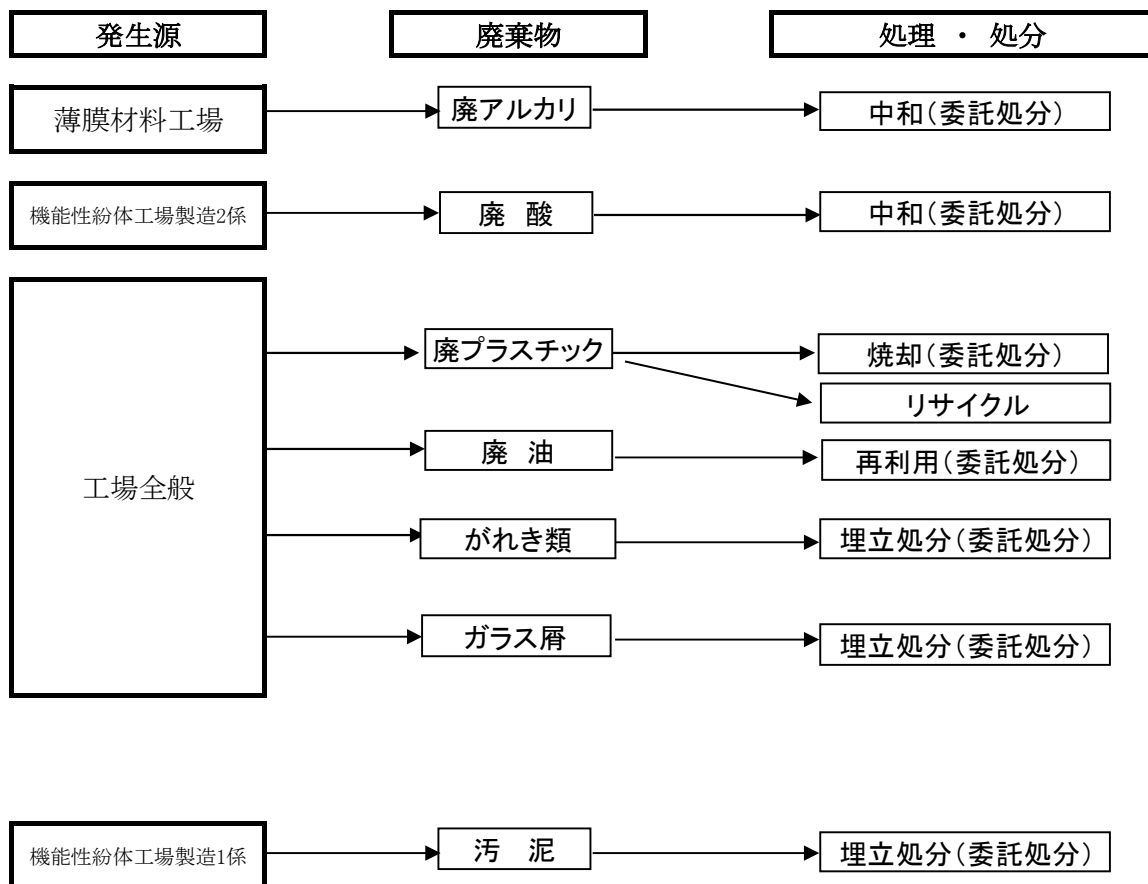 発生源 廃棄物 処理 ・ 処分
薄膜材料工場 廃アルカリ 中和(委託処分)
機能性紛体工場製造2係 廃 酸 中和(委託処分)
廃プラスチック 焼却(委託処分)
リサイクル
廃 油 再利用(委託処分)
工場全般
がれき類 埋立処分(委託処分)
ガラス屑 埋立処分(委託処分)
機能性紛体工場製造1係 汚 泥 埋立処分(委託処分)